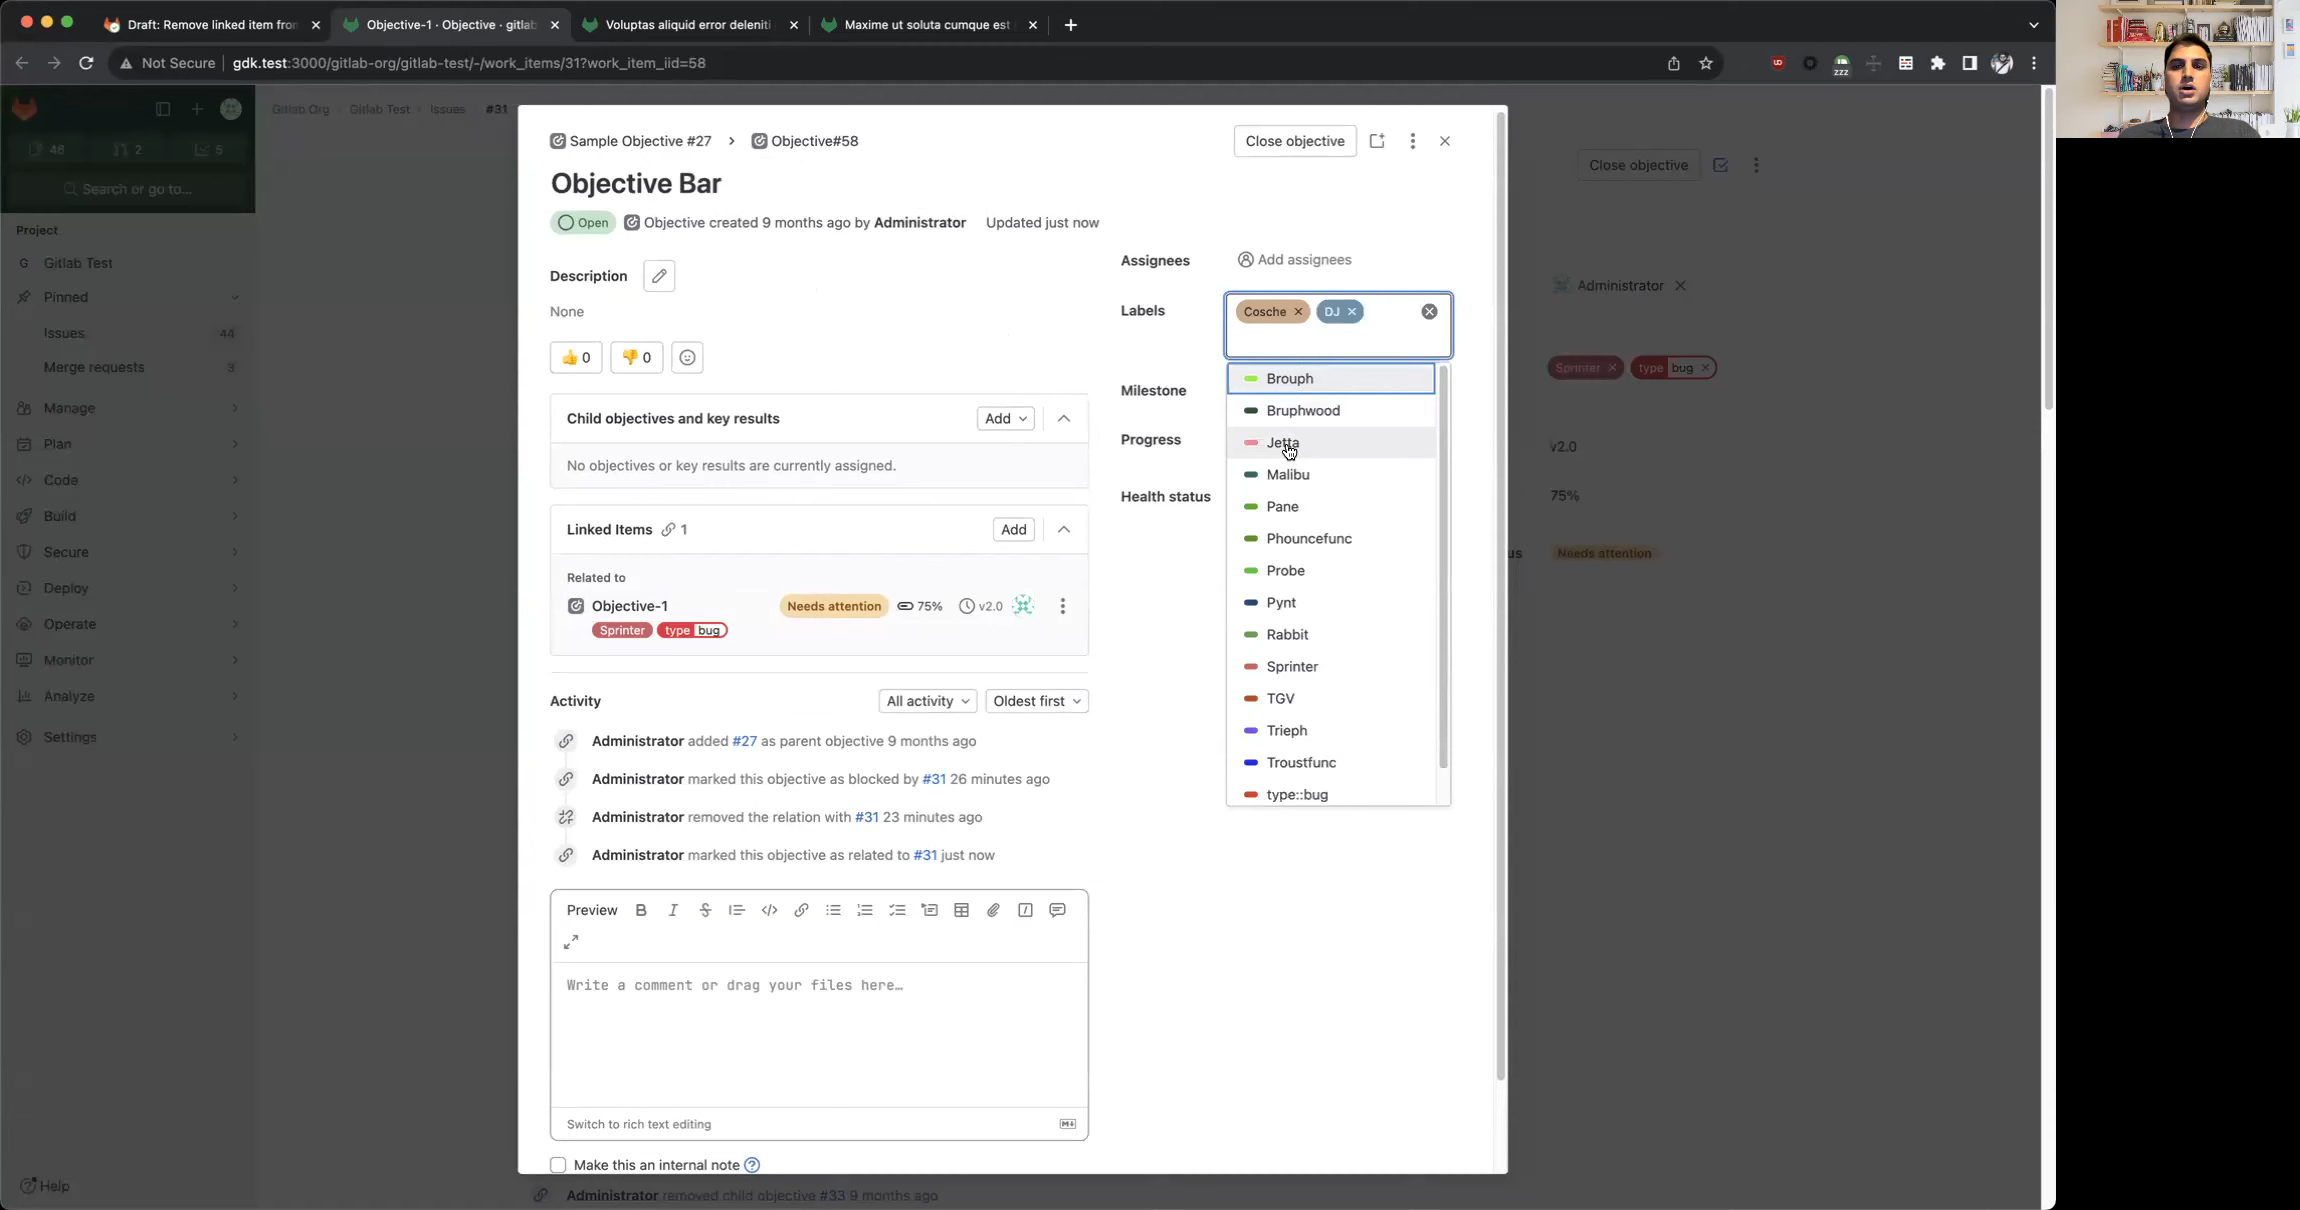 Draft: Remove linked item from
Objective-1 · Objective · gitlab
Voluptas aliquid error deleniti
Maxime ut soluta cumque est
Not Secure
gdk.test:3000/gitlab-org/gitlab-test/-/work_items/31?work_item_iid=58
zzz
Gitlab Org
Gitlab Test
Issues
#31
48
2
5
Search or go to...
Project
G Gitlab Test
Pinned
Issues 44
Merge requests 3
Manage
Plan
Code
Build
Secure
Deploy
Operate
Monitor
Analyze
Settings
Help
Sample Objective #27 > Objective#58
Close objective
Objective Bar
Open Objective created 9 months ago by Administrator Updated just now
Description
None
👍 0 👎 0
Child objectives and key results Add
No objectives or key results are currently assigned.
Linked Items 1 Add
Related to
Objective-1 Needs attention 75% v2.0
Sprinter type bug
Activity All activity Oldest first
Administrator added #27 as parent objective 9 months ago
Administrator marked this objective as blocked by #31 26 minutes ago
Administrator removed the relation with #31 23 minutes ago
Administrator marked this objective as related to #31 just now
Preview
Write a comment or drag your files here…
Switch to rich text editing
Make this an internal note
Administrator removed child objective #33 9 months ago
Assignees Add assignees
Labels Cosche DJ
Milestone
Progress
Health status
Brouph
Bruphwood
Jetta
Malibu
Pane
Phouncefunc
Probe
Pynt
Rabbit
Sprinter
TGV
Trieph
Troustfunc
type::bug
Close objective
Administrator
Sprinter type bug
v2.0
75%
us Needs attention